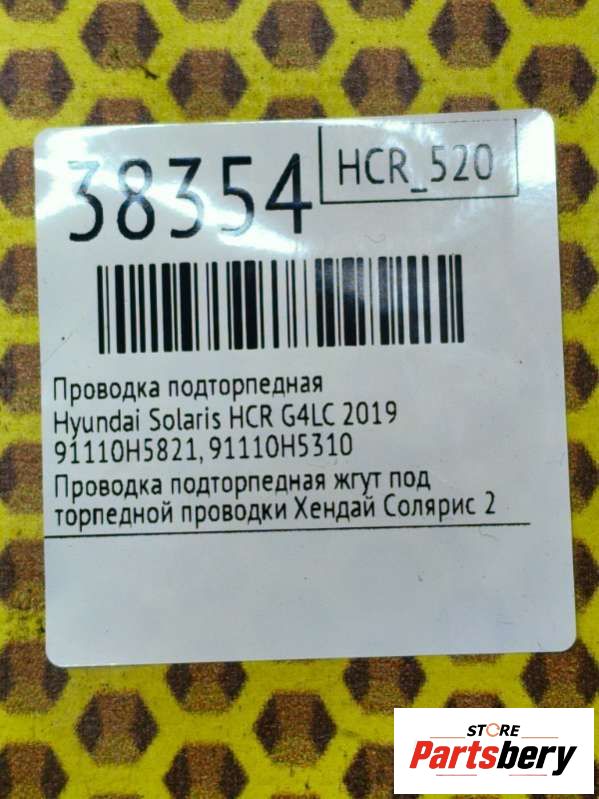 38354
HCR_520
Проводка подторпедная
Hyundai Solaris HCR G4LC 2019
91110H5821, 91110H5310
Проводка подторпедная жгут под
торпедной проводки Хендай Солярис 2
STORE
Partsbery